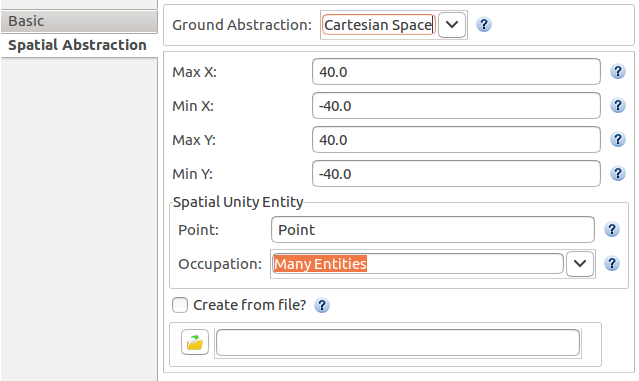 Basic
Spatial Abstraction
Ground Abstraction: Cartesian Space ?
Max X: 40.0 ?
Min X: -40.0 ?
Max Y: 40.0 ?
Min Y: -40.0 ?
Spatial Unity Entity
Point: Point ?
Occupation: Many Entities ?
Create from file? ?